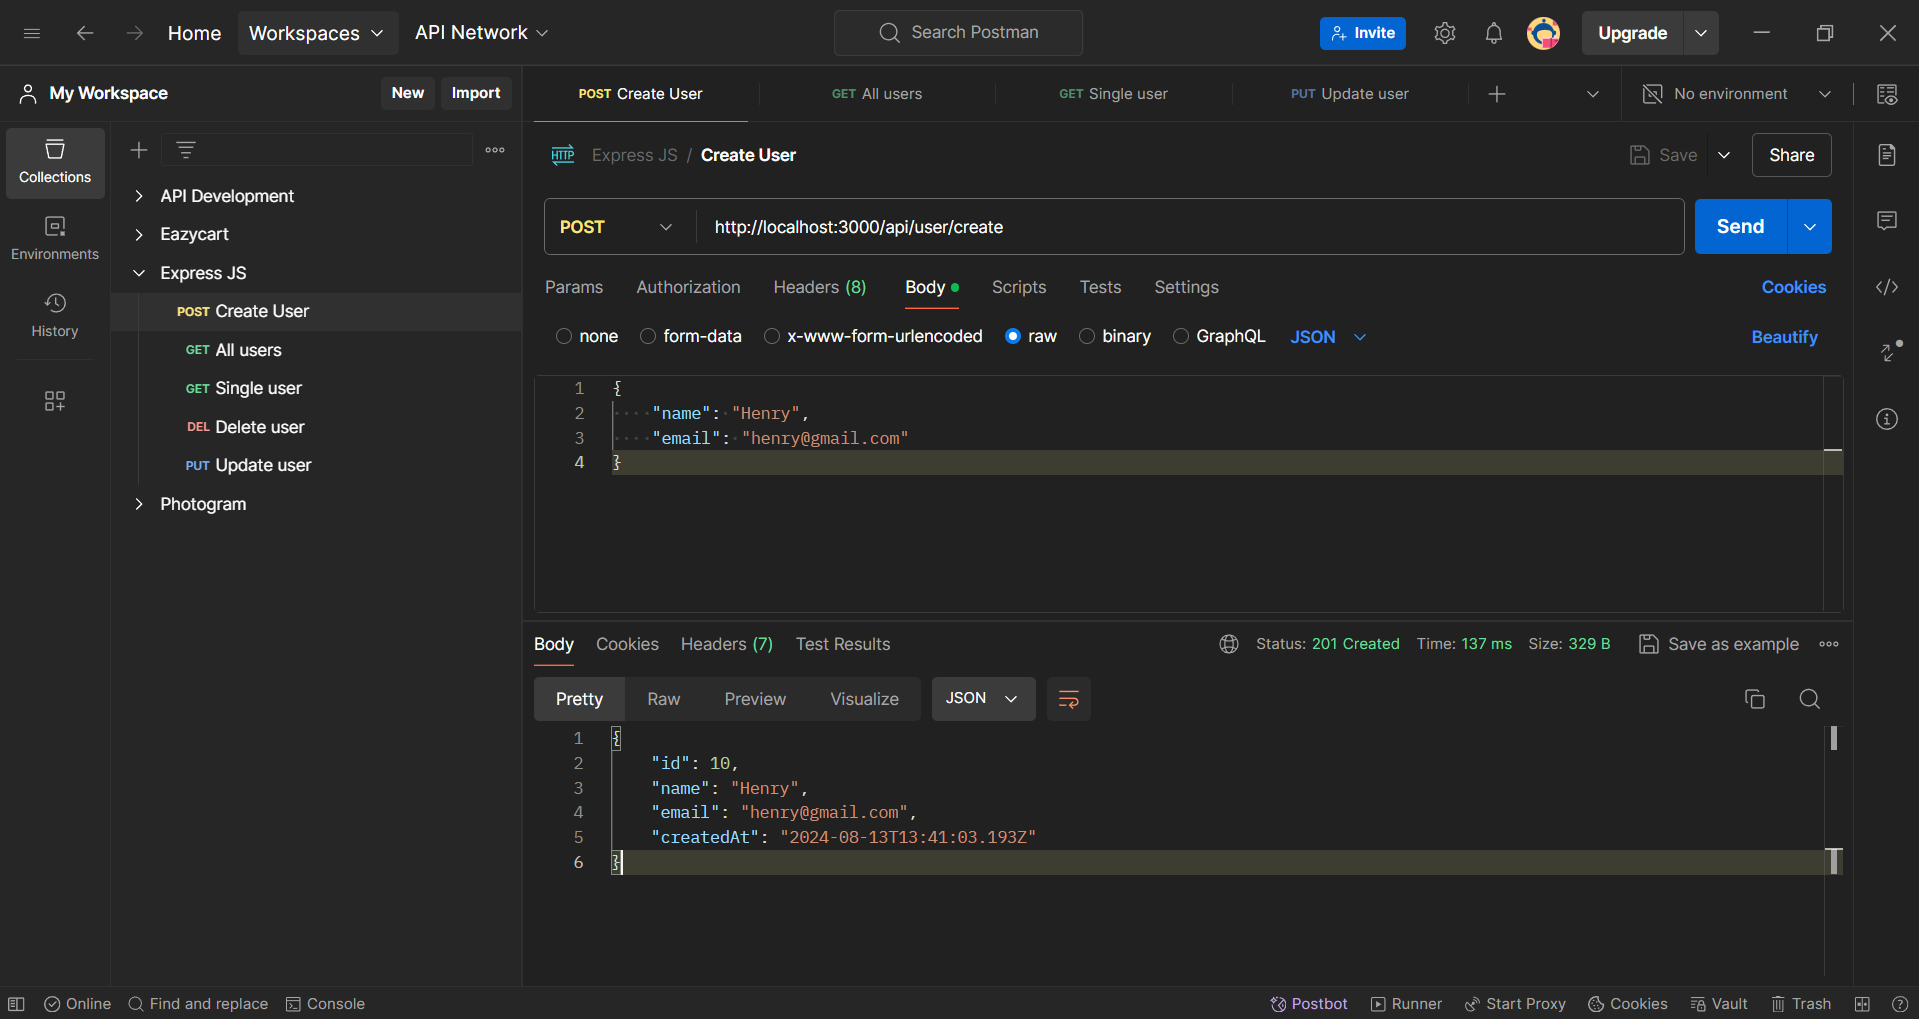 Home
Workspaces
API Network
Search Postman
Invite
Upgrade
My Workspace
New
Import
POST Create User
GET All users
GET Single user
PUT Update user
No environment
Collections
Environments
History
API Development
Eazycart
Express JS
POST Create User
GET All users
GET Single user
DEL Delete user
PUT Update user
Photogram
HTTP
Express JS / Create User
Save
Share
POST
http://localhost:3000/api/user/create
Send
Params
Authorization
Headers (8)
Body
Scripts
Tests
Settings
Cookies
none
form-data
x-www-form-urlencoded
raw
binary
GraphQL
JSON
Beautify
1 {
2 "name": "Henry",
3 "email": "henry@gmail.com"
4 }
Body
Cookies
Headers (7)
Test Results
Status: 201 Created
Time: 137 ms
Size: 329 B
Save as example
Pretty
Raw
Preview
Visualize
JSON
1 {
2 "id": 10,
3 "name": "Henry",
4 "email": "henry@gmail.com",
5 "createdAt": "2024-08-13T13:41:03.193Z"
6 }
Online
Find and replace
Console
Postbot
Runner
Start Proxy
Cookies
Vault
Trash